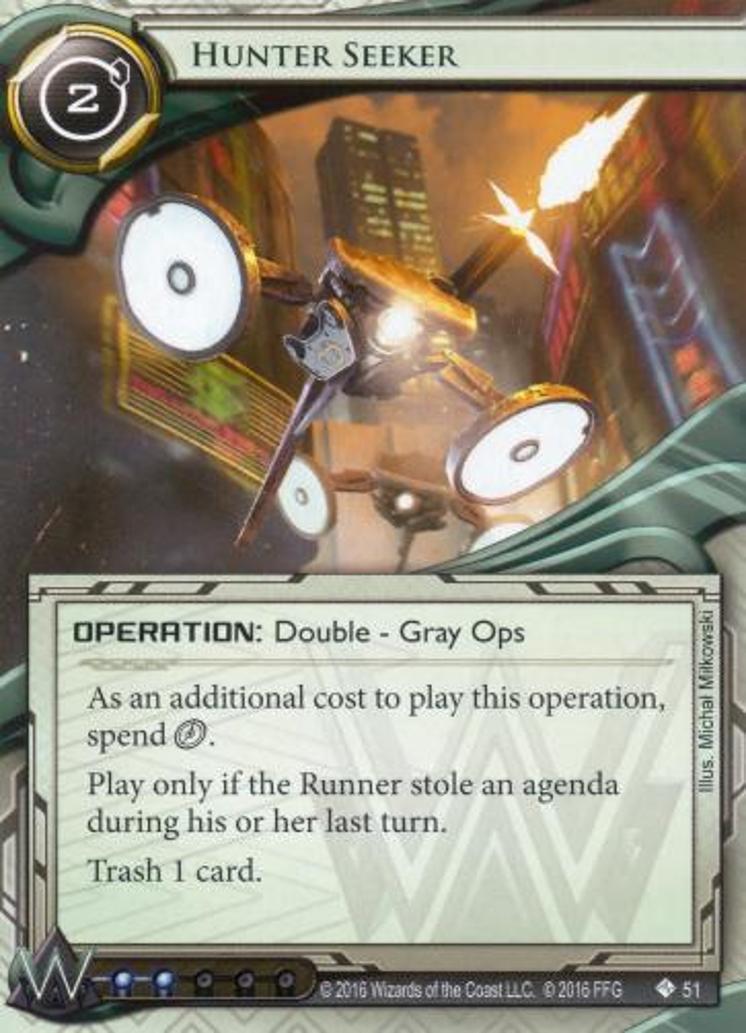 HUNTER SEEKER
2
OPERATION: Double - Gray Ops
As an additional cost to play this operation,
spend .
Play only if the Runner stole an agenda
during his or her last turn.
Trash 1 card.
Illus. Michał Miłkowski
© 2016 Wizards of the Coast LLC. © 2016 FFG
51